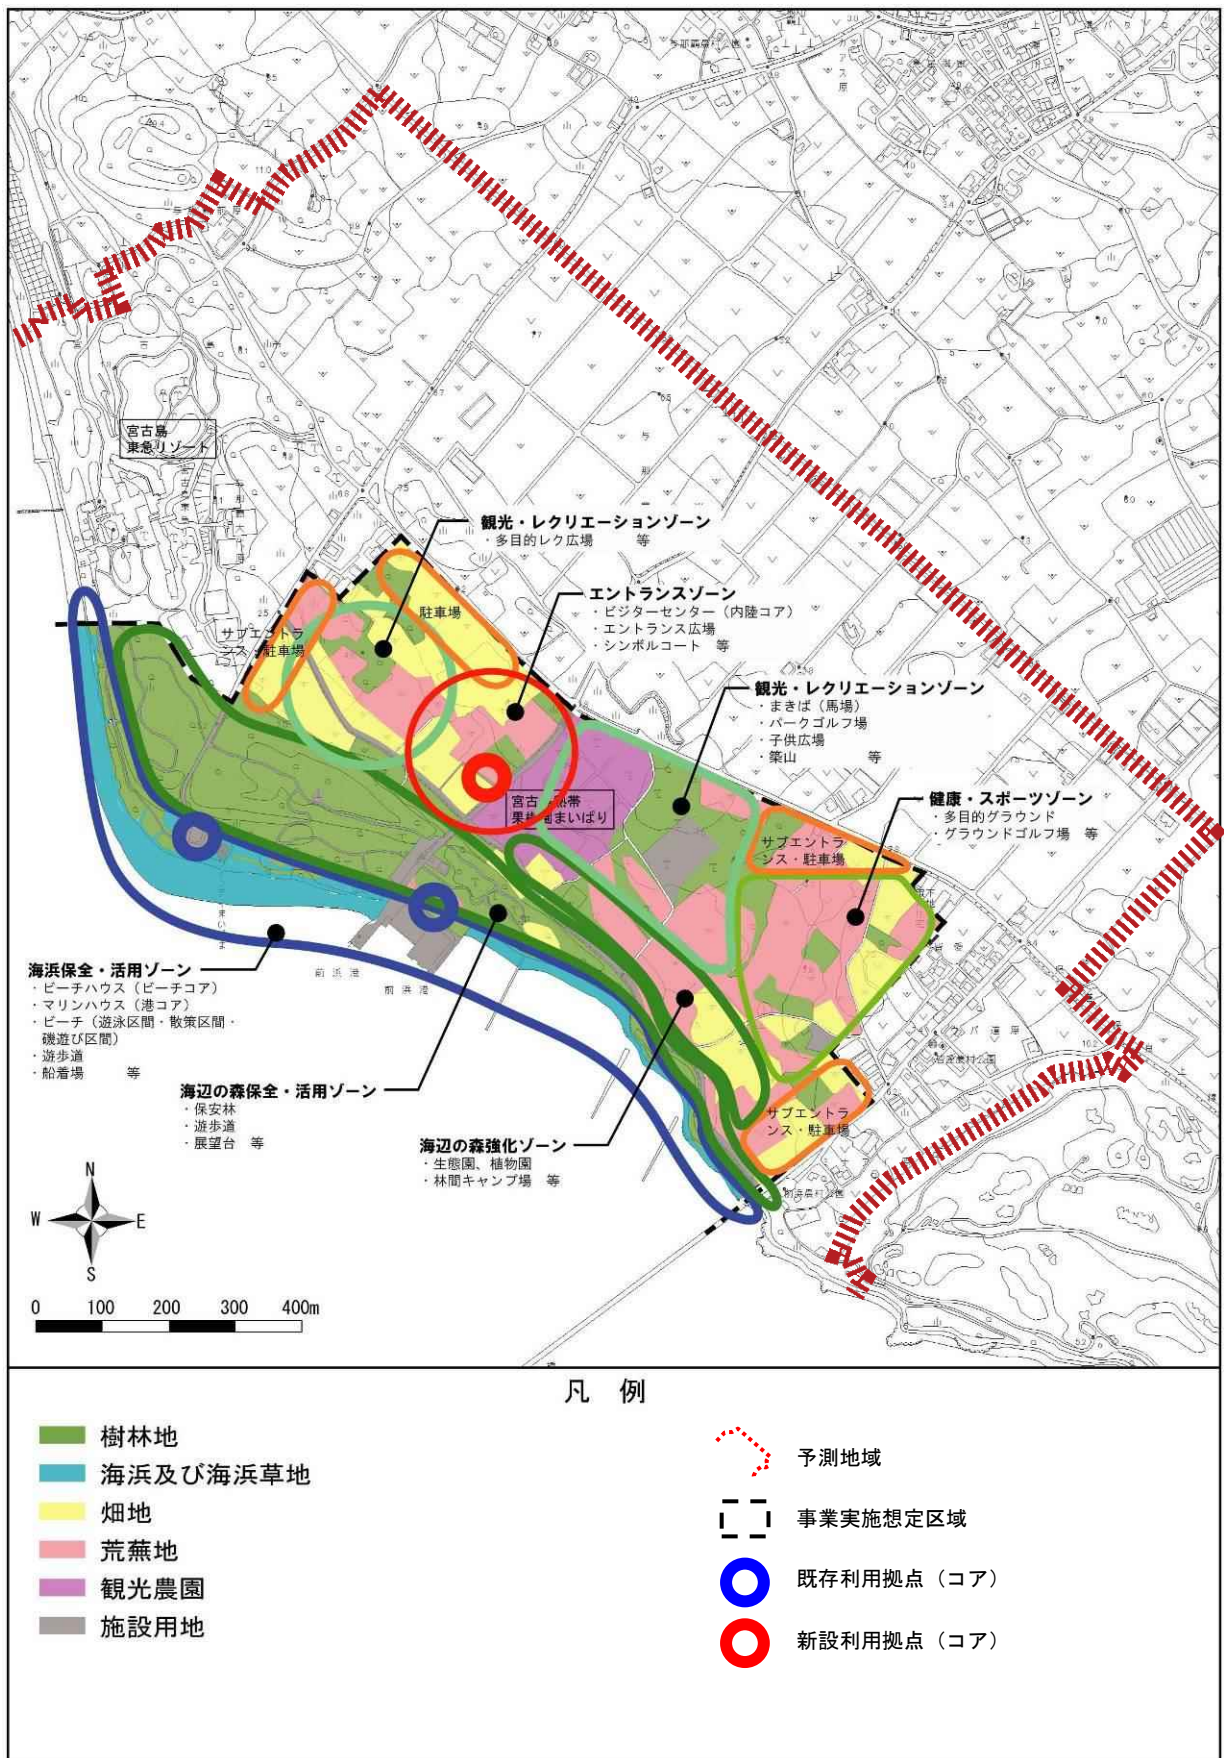 宮古島
東急リゾート
観光・レクリエーションゾーン
・多目的レク広場 等
エントランスゾーン
・ビジターセンター（内陸コア）
・エントランス広場
・シンボルコート 等
駐車場
サブエントラ
ンス・駐車場
観光・レクリエーションゾーン
・まきば（馬場）
・パークゴルフ場
・子供広場
・築山 等
健康・スポーツゾーン
・多目的グラウンド
・グラウンドゴルフ場 等
サブエントラ
ンス・駐車場
海浜保全・活用ゾーン
・ビーチハウス（ビーチコア）
・マリンハウス（港コア）
・ビーチ（遊泳区間・散策区間・
磯遊び区間）
・遊歩道
・船着場 等
前浜港
前浜港
海辺の森保全・活用ゾーン
・保安林
・遊歩道
・展望台 等
海辺の森強化ゾーン
・生態園、植物園
・林間キャンプ場 等
サブエントラ
ンス・駐車場
N
W E
S
0 100 200 300 400m
凡 例
樹林地
海浜及び海浜草地
畑地
荒蕪地
観光農園
施設用地
予測地域
事業実施想定区域
既存利用拠点（コア）
新設利用拠点（コア）